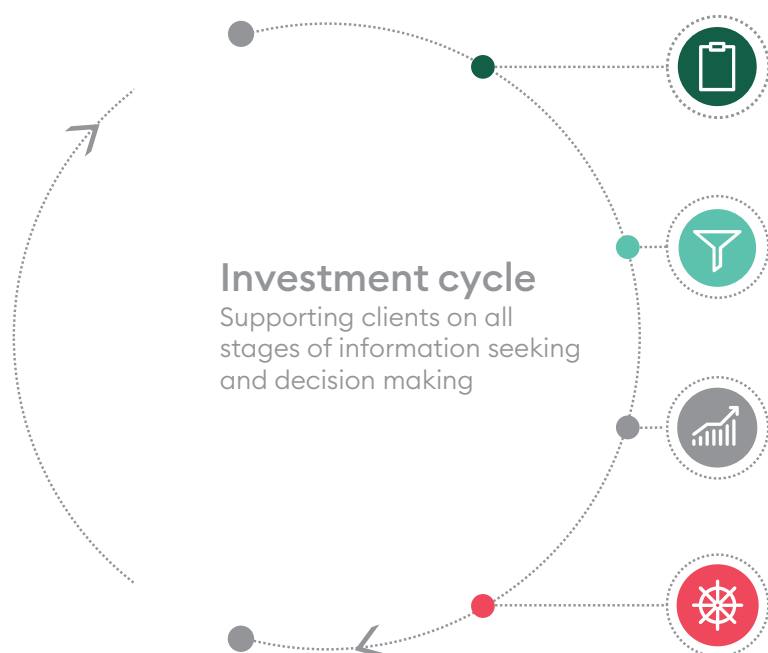 Investment cycle
Supporting clients on all
stages of information seeking
and decision making